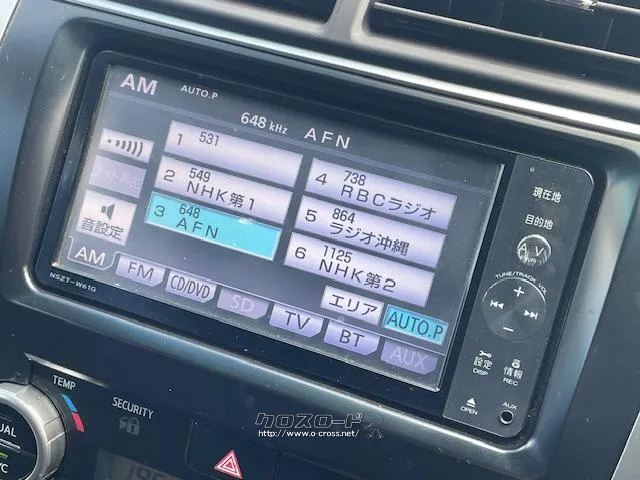 AM AUTO.P
648 kHz AFN
1 531
2 549 NHK第1
3 648 AFN
4 738 RBCラジオ
5 864 ラジオ沖縄
6 1125 NHK第2
音設定
AM FM CD/DVD SD TV BT AUX
エリア AUTO.P
NSZT-W61G
現在地
目的地
AV
TUNE/TRACK VOL
+
−
設定 DISP
情報 REC
OPEN
AUX
TEMP
SECURITY
クロスロード
http://www.o-cross.net/